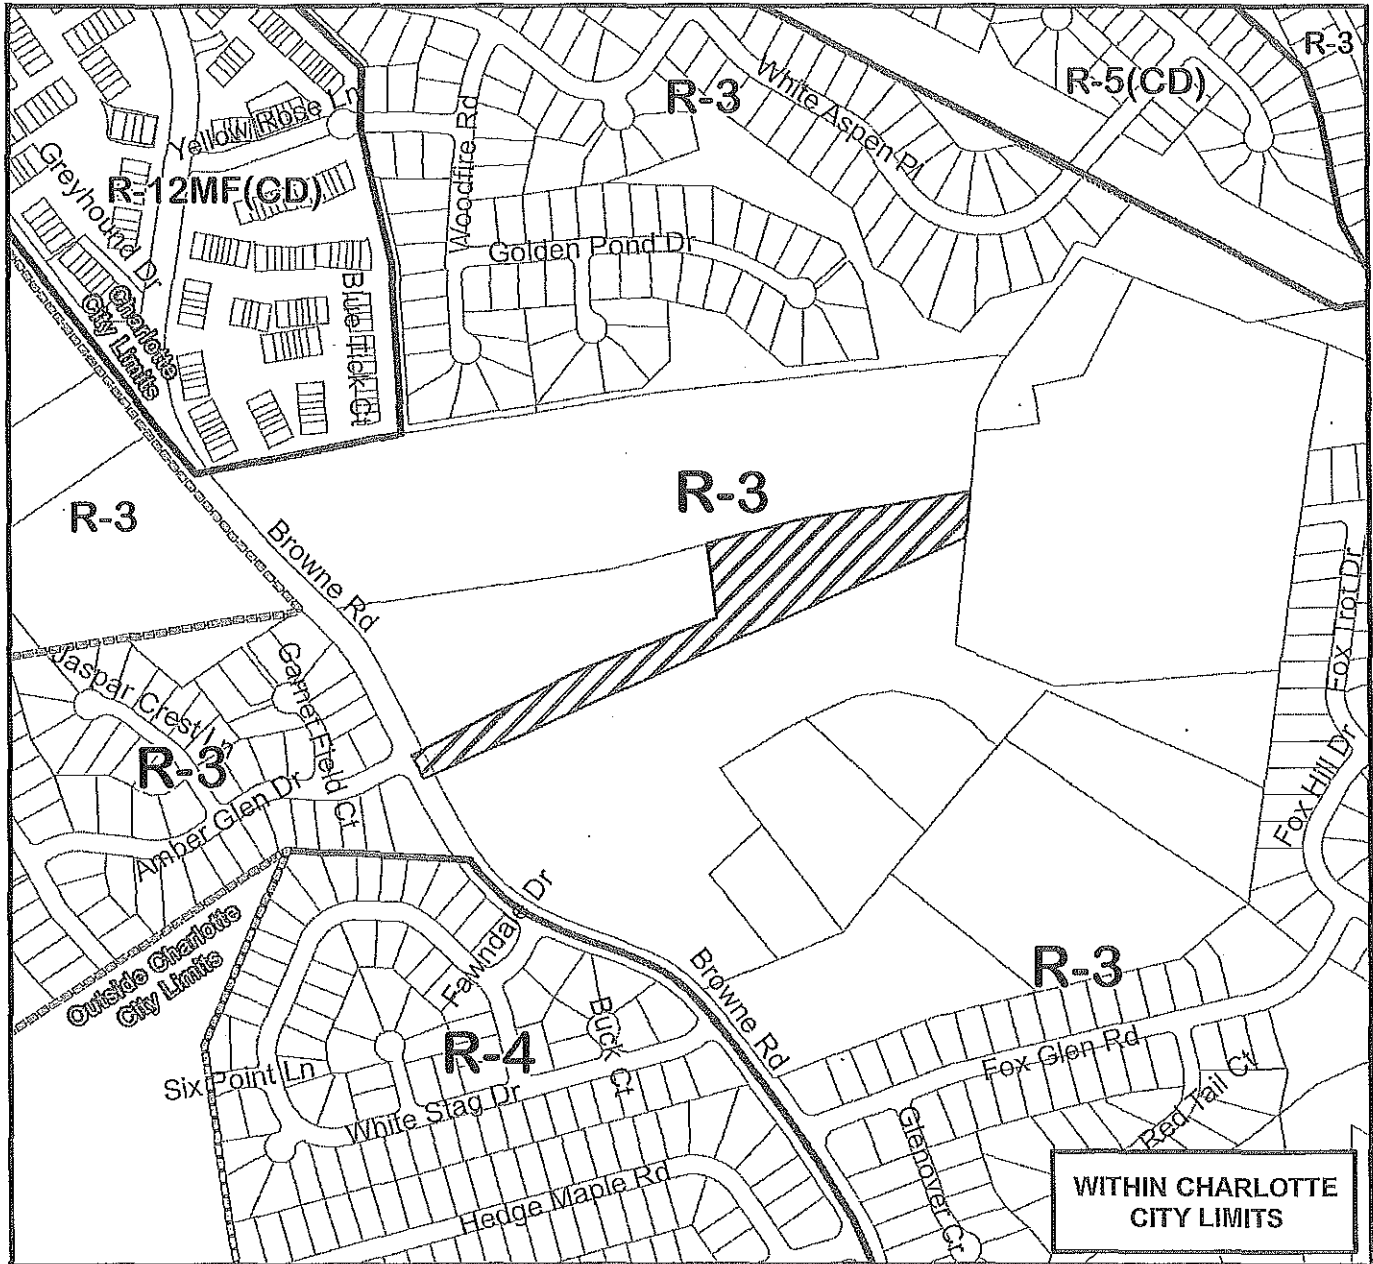 R-3
R-5(CD)
R-3
White Aspen Pl
Yellow Rose Ln
Woodfire Rd
Greyhound Dr
R-12MF(CD)
Golden Pond Dr
Blue Tick Ct
Charlotte
City Limits
R-3
R-3
Browne Rd
Fox Trot Dr
Garner Field Ct
Jaspar Crest Ln
R-3
Amber Glen Dr
Fox Hill Dr
Outside Charlotte
City Limits
Fawndale Dr
Browne Rd
R-3
Buck Ct
R-4
Six Point Ln
White Stag Dr
Fox Glen Rd
Red Tail Ct
Glenover Cr
Hedge Maple Rd
WITHIN CHARLOTTE
CITY LIMITS